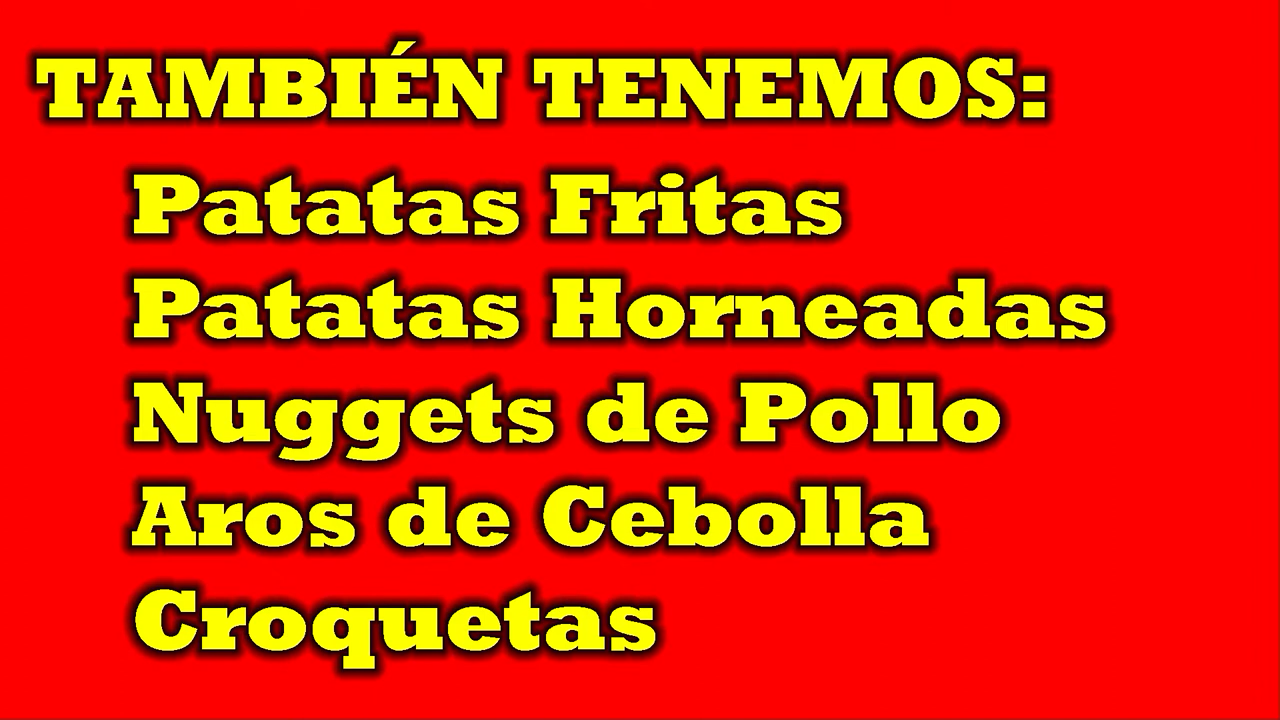 TAMBIÉN TENEMOS:
Patatas Fritas
Patatas Horneadas
Nuggets de Pollo
Aros de Cebolla
Croquetas